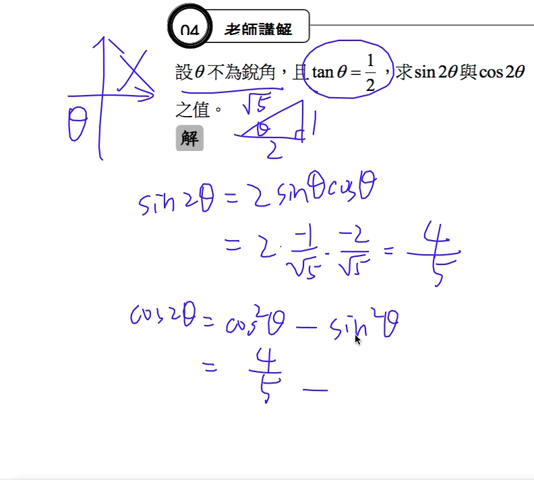 04 老師講解
設θ不為銳角，且tanθ=1/2，求sin2θ與cos2θ
之值。
解
X
θ
√5
θ
1
2
sin2θ = 2 sinθcosθ
= 2 · -1/√5 · -2/√5 = 4/5
cos2θ = cos²θ - sin²θ
= 4/5 -